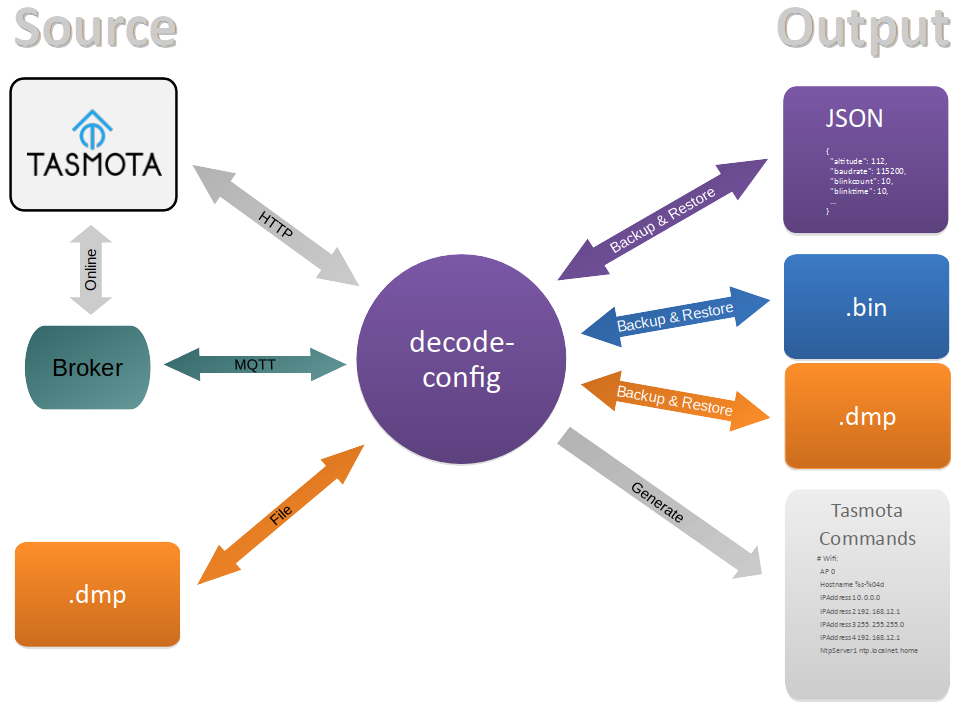 Source
Output
TASMOTA
Online
Broker
.dmp
HTTP
MQTT
File
decode-
config
Backup & Restore
Backup & Restore
Backup & Restore
Generate
JSON
{
"altitude": 112,
"baudrate": 115200,
"blinkcount": 10,
"blinktime": 10,
...
}
.bin
.dmp
Tasmota
Commands
# Wifi:
AP 0
Hostname %s-%04d
IPAddress1 0.0.0.0
IPAddress2 192.168.12.1
IPAddress3 255.255.255.0
IPAddress4 192.168.12.1
NtpServer1 ntp.localnet.home